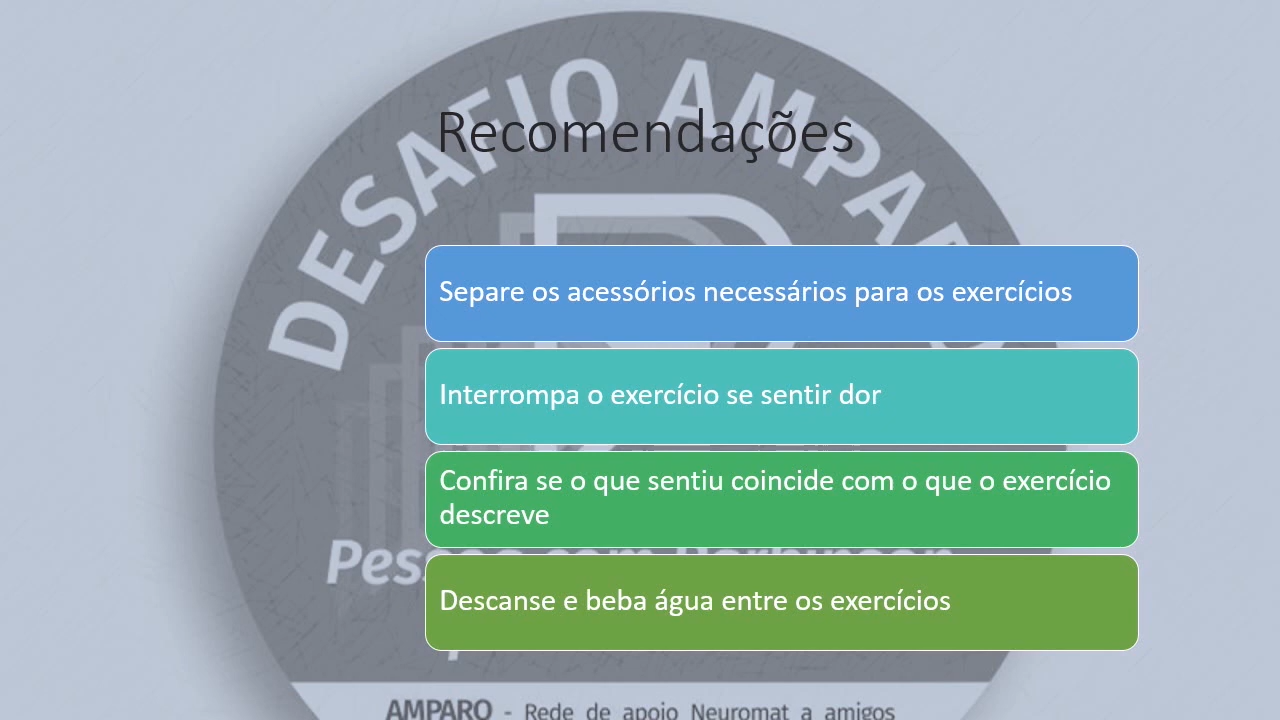 DESAFIO AMPARO
Recomendações
Separe os acessórios necessários para os exercícios
Interrompa o exercício se sentir dor
Confira se o que sentiu coincide com o que o exercício
descreve
Descanse e beba água entre os exercícios
AMPARO - Rede de apoio Neuromat a amigos